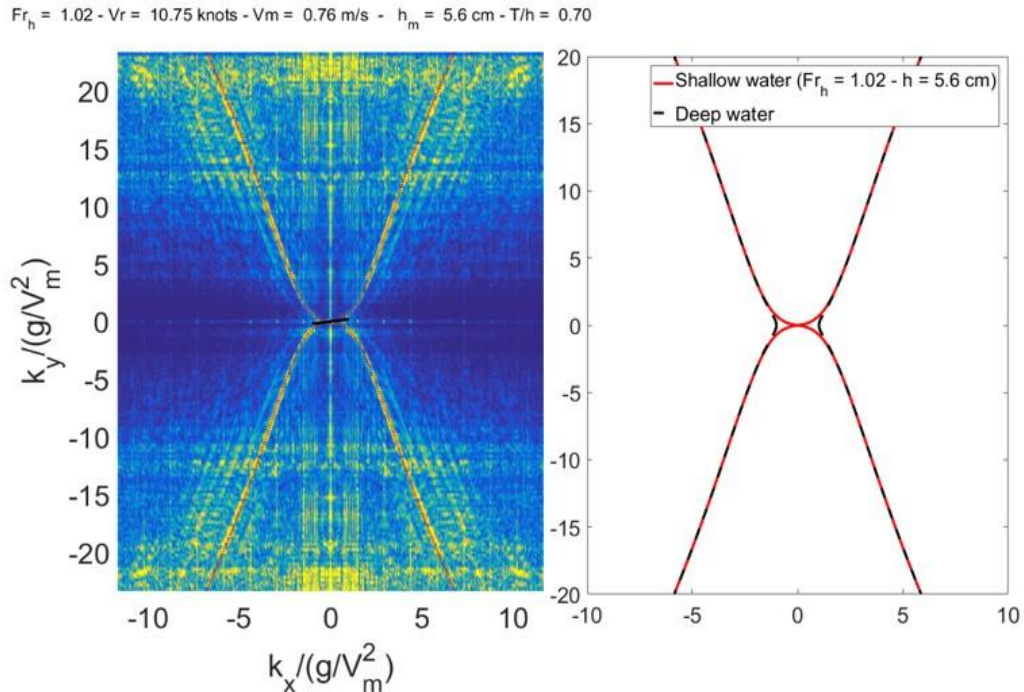 Fr_h = 1.02 - Vr = 10.75 knots - Vm = 0.76 m/s - h_m = 5.6 cm - T/h = 0.70
20
15
10
5
0
-5
-10
-15
-20
k_y/(g/V_m^2)
-10 -5 0 5 10
k_x/(g/V_m^2)
Shallow water (Fr_h = 1.02 - h = 5.6 cm)
Deep water
20
15
10
5
0
-5
-10
-15
-20
-10 -5 0 5 10